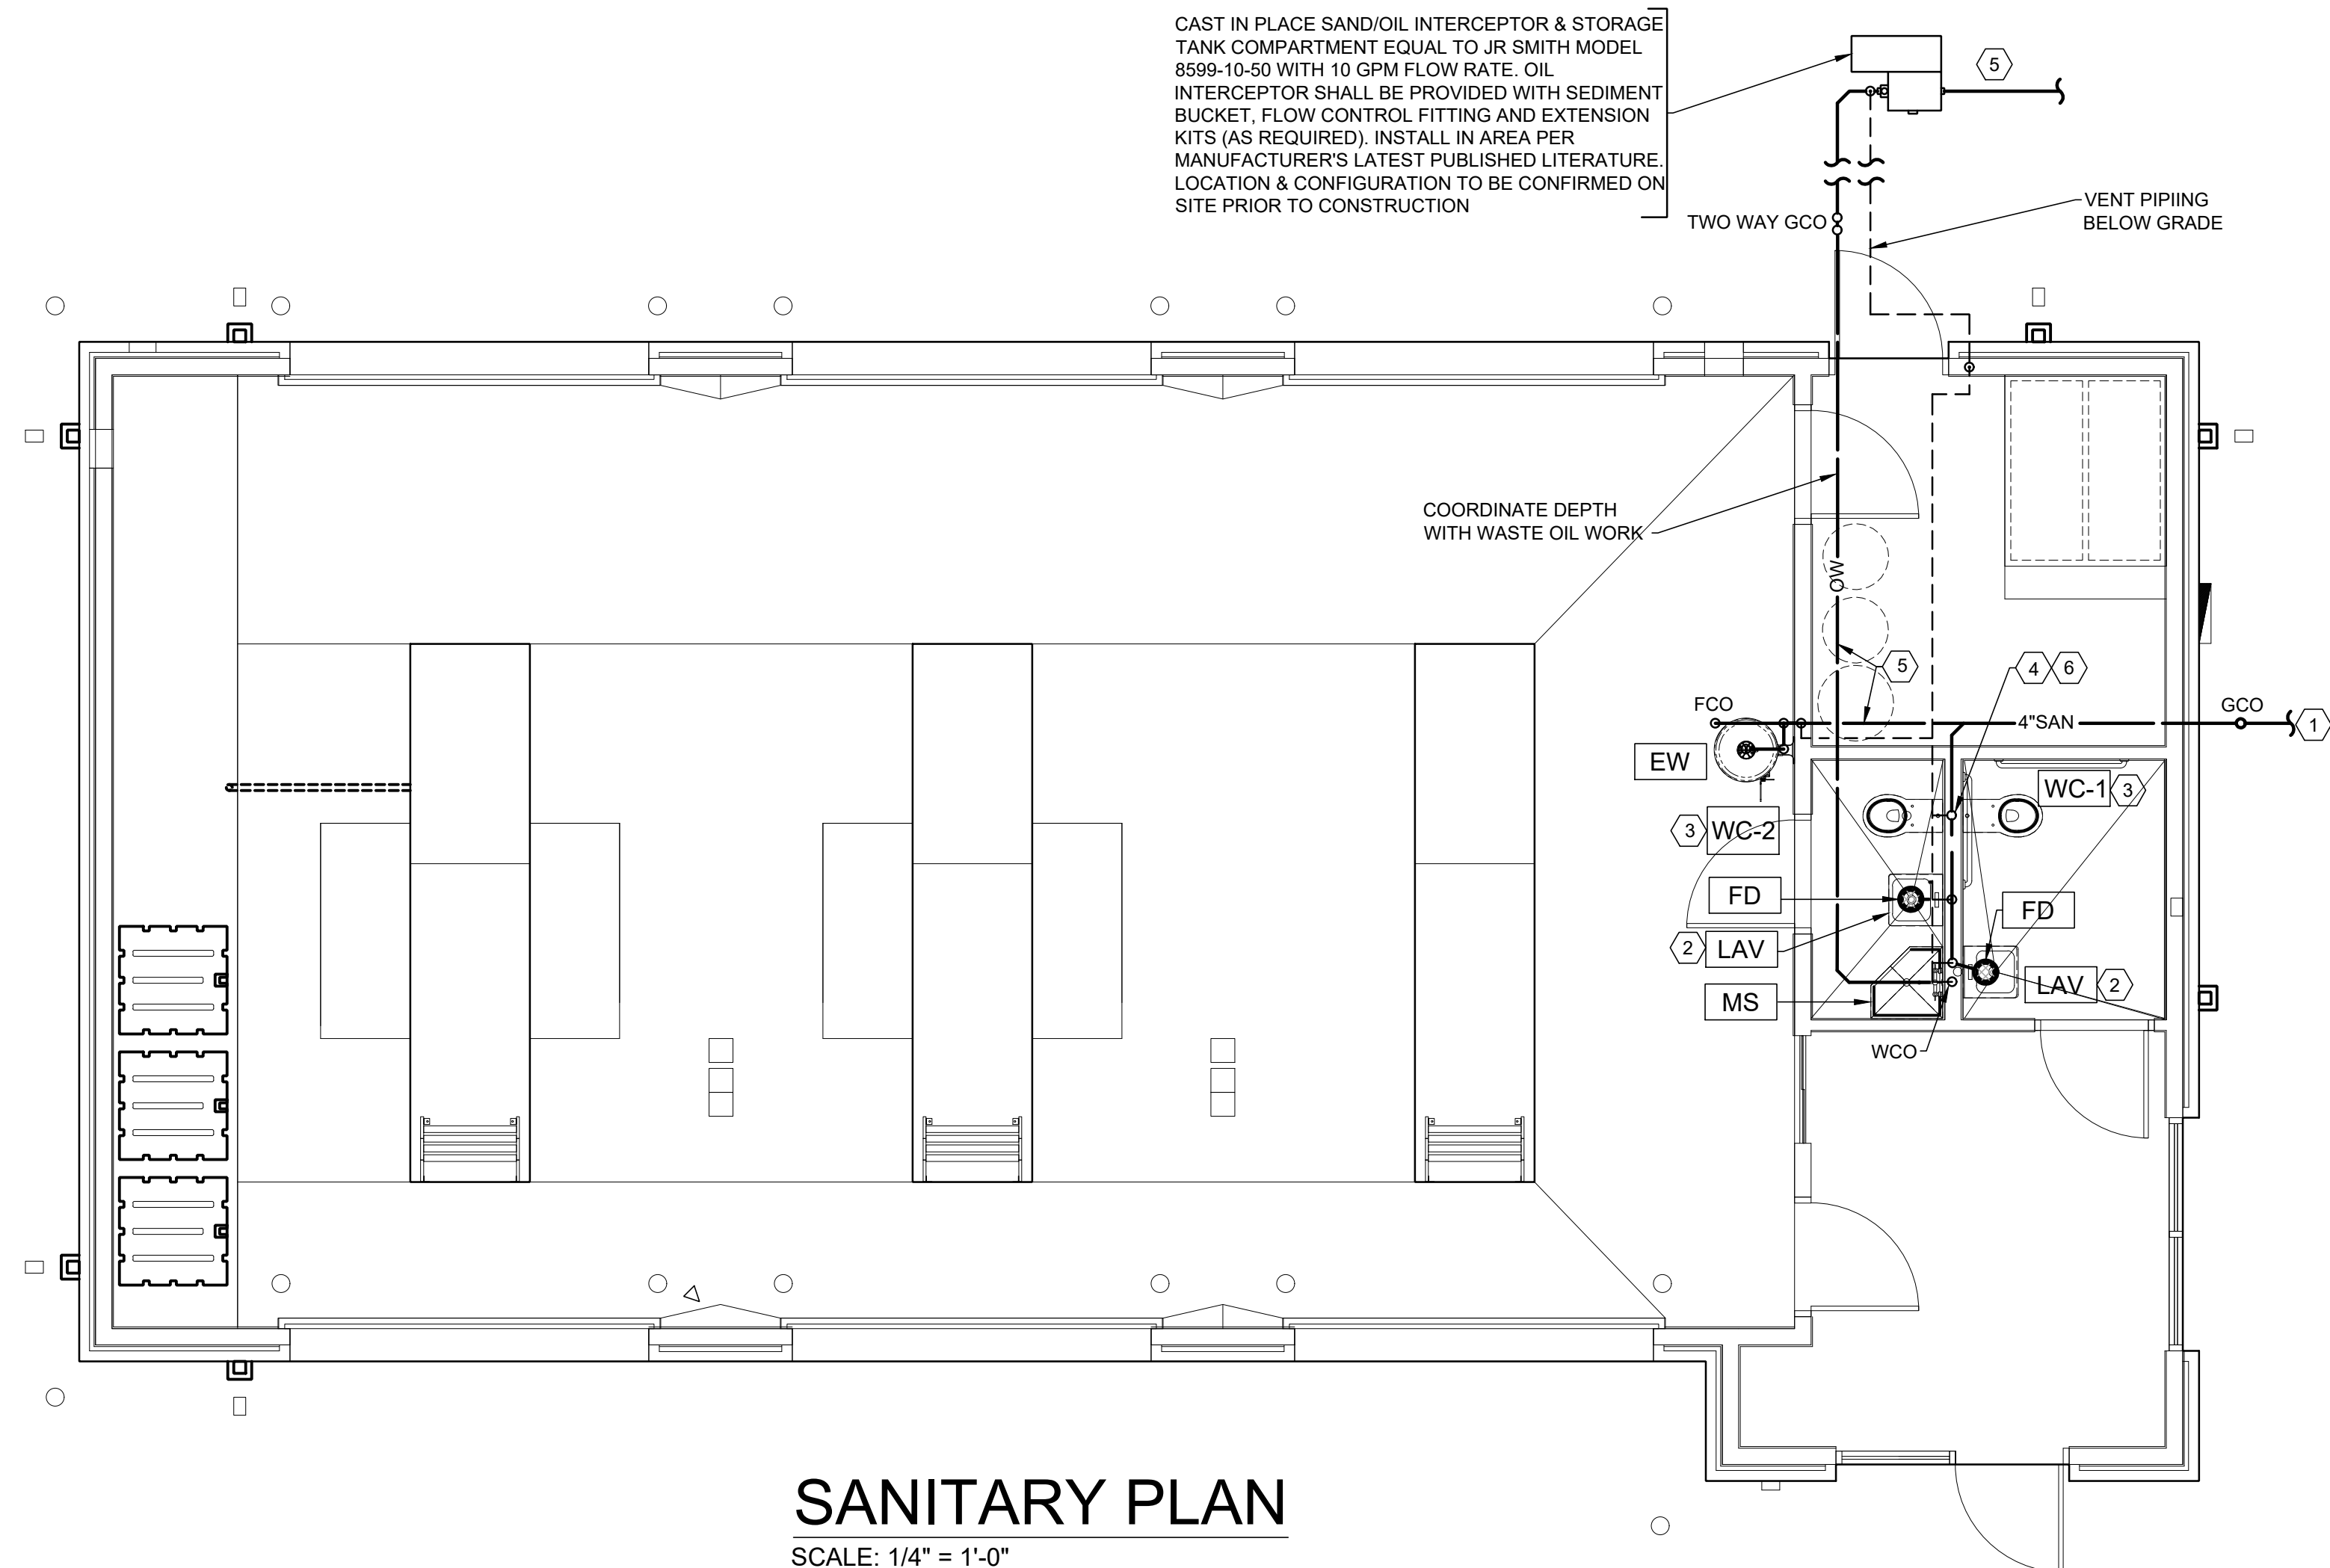 CAST IN PLACE SAND/OIL INTERCEPTOR & STORAGE
TANK COMPARTMENT EQUAL TO JR SMITH MODEL
8599-10-50 WITH 10 GPM FLOW RATE. OIL
INTERCEPTOR SHALL BE PROVIDED WITH SEDIMENT
BUCKET, FLOW CONTROL FITTING AND EXTENSION
KITS (AS REQUIRED). INSTALL IN AREA PER
MANUFACTURER'S LATEST PUBLISHED LITERATURE.
LOCATION & CONFIGURATION TO BE CONFIRMED ON
SITE PRIOR TO CONSTRUCTION
5
TWO WAY GCO
VENT PIPIING
BELOW GRADE
COORDINATE DEPTH
WITH WASTE OIL WORK
OW
5
4 6
FCO
4"SAN
GCO
1
EW
WC-1 3
3 WC-2
FD
FD
2 LAV
LAV 2
MS
WCO
SANITARY PLAN
SCALE: 1/4" = 1'-0"